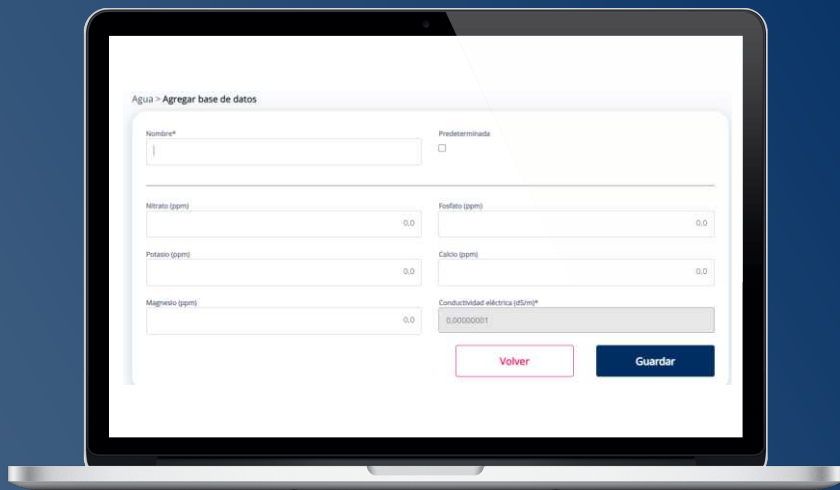 Agua > Agregar base de datos
Nombre*
Predeterminada
Nitrato (ppm)
0,0
Fosfato (ppm)
0,0
Potasio (ppm)
0,0
Calcio (ppm)
0,0
Magnesio (ppm)
0,0
Conductividad eléctrica (dS/m)*
0.00000001
Volver
Guardar